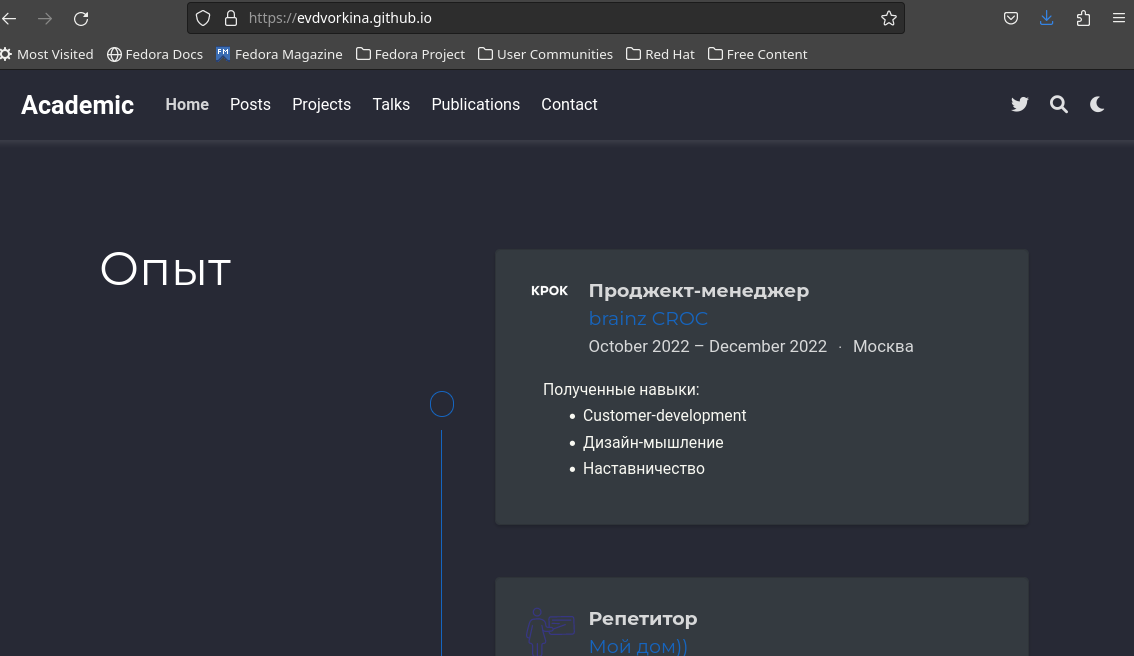 https://evdvorkina.github.io
Most Visited Fedora Docs Fedora Magazine Fedora Project User Communities Red Hat Free Content
Academic Home Posts Projects Talks Publications Contact
Опыт
КРОК Проджект-менеджер
brainz CROC
October 2022 – December 2022 · Москва
Полученные навыки:
• Customer-development
• Дизайн-мышление
• Наставничество
Репетитор
Мой дом))